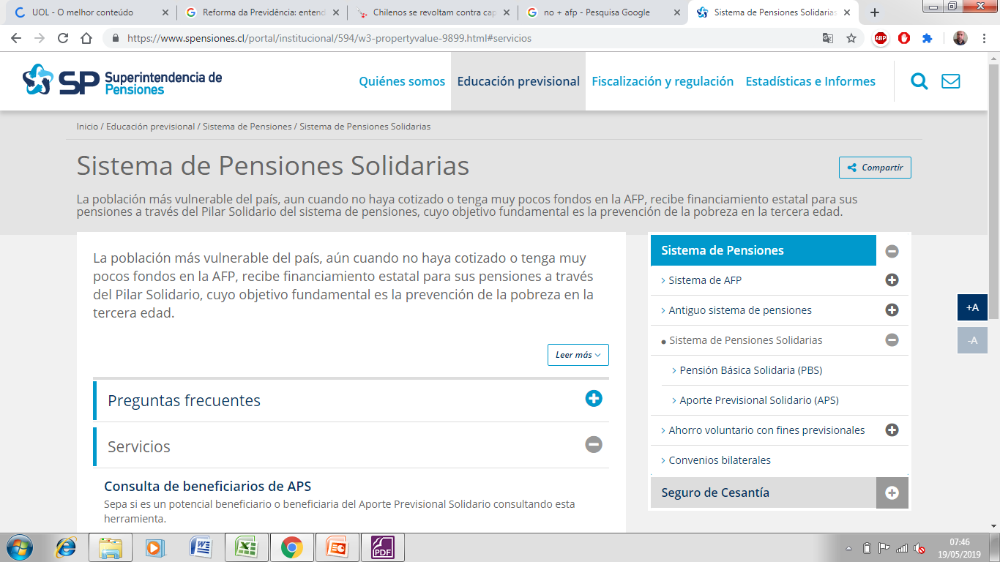 UOL - O melhor conteúdo
Reforma da Previdência: entend
Chilenos se revoltam contra cap
no + afp - Pesquisa Google
Sistema de Pensiones Solidarias
https://www.spensiones.cl/portal/institucional/594/w3-propertyvalue-9899.html#servicios
ABP
SP Superintendencia de
Pensiones
Quiénes somos
Educación previsional
Fiscalización y regulación
Estadísticas e Informes
Inicio / Educación previsional / Sistema de Pensiones / Sistema de Pensiones Solidarias
Sistema de Pensiones Solidarias
Compartir
La población más vulnerable del país, aun cuando no haya cotizado o tenga muy pocos fondos en la AFP, recibe financiamiento estatal para sus
pensiones a través del Pilar Solidario del sistema de pensiones, cuyo objetivo fundamental es la prevención de la pobreza en la tercera edad.
La población más vulnerable del país, aún cuando no haya cotizado o tenga muy
pocos fondos en la AFP, recibe financiamiento estatal para sus pensiones a través
del Pilar Solidario, cuyo objetivo fundamental es la prevención de la pobreza en la
tercera edad.
Leer más
Preguntas frecuentes
Servicios
Consulta de beneficiarios de APS
Sepa si es un potencial beneficiario o beneficiaria del Aporte Previsional Solidario consultando esta
herramienta.
Sistema de Pensiones
Sistema de AFP
Antiguo sistema de pensiones
Sistema de Pensiones Solidarias
Pensión Básica Solidaria (PBS)
Aporte Previsional Solidario (APS)
Ahorro voluntario con fines previsionales
Convenios bilaterales
Seguro de Cesantía
+A
-A
PDF
07:46
19/05/2019